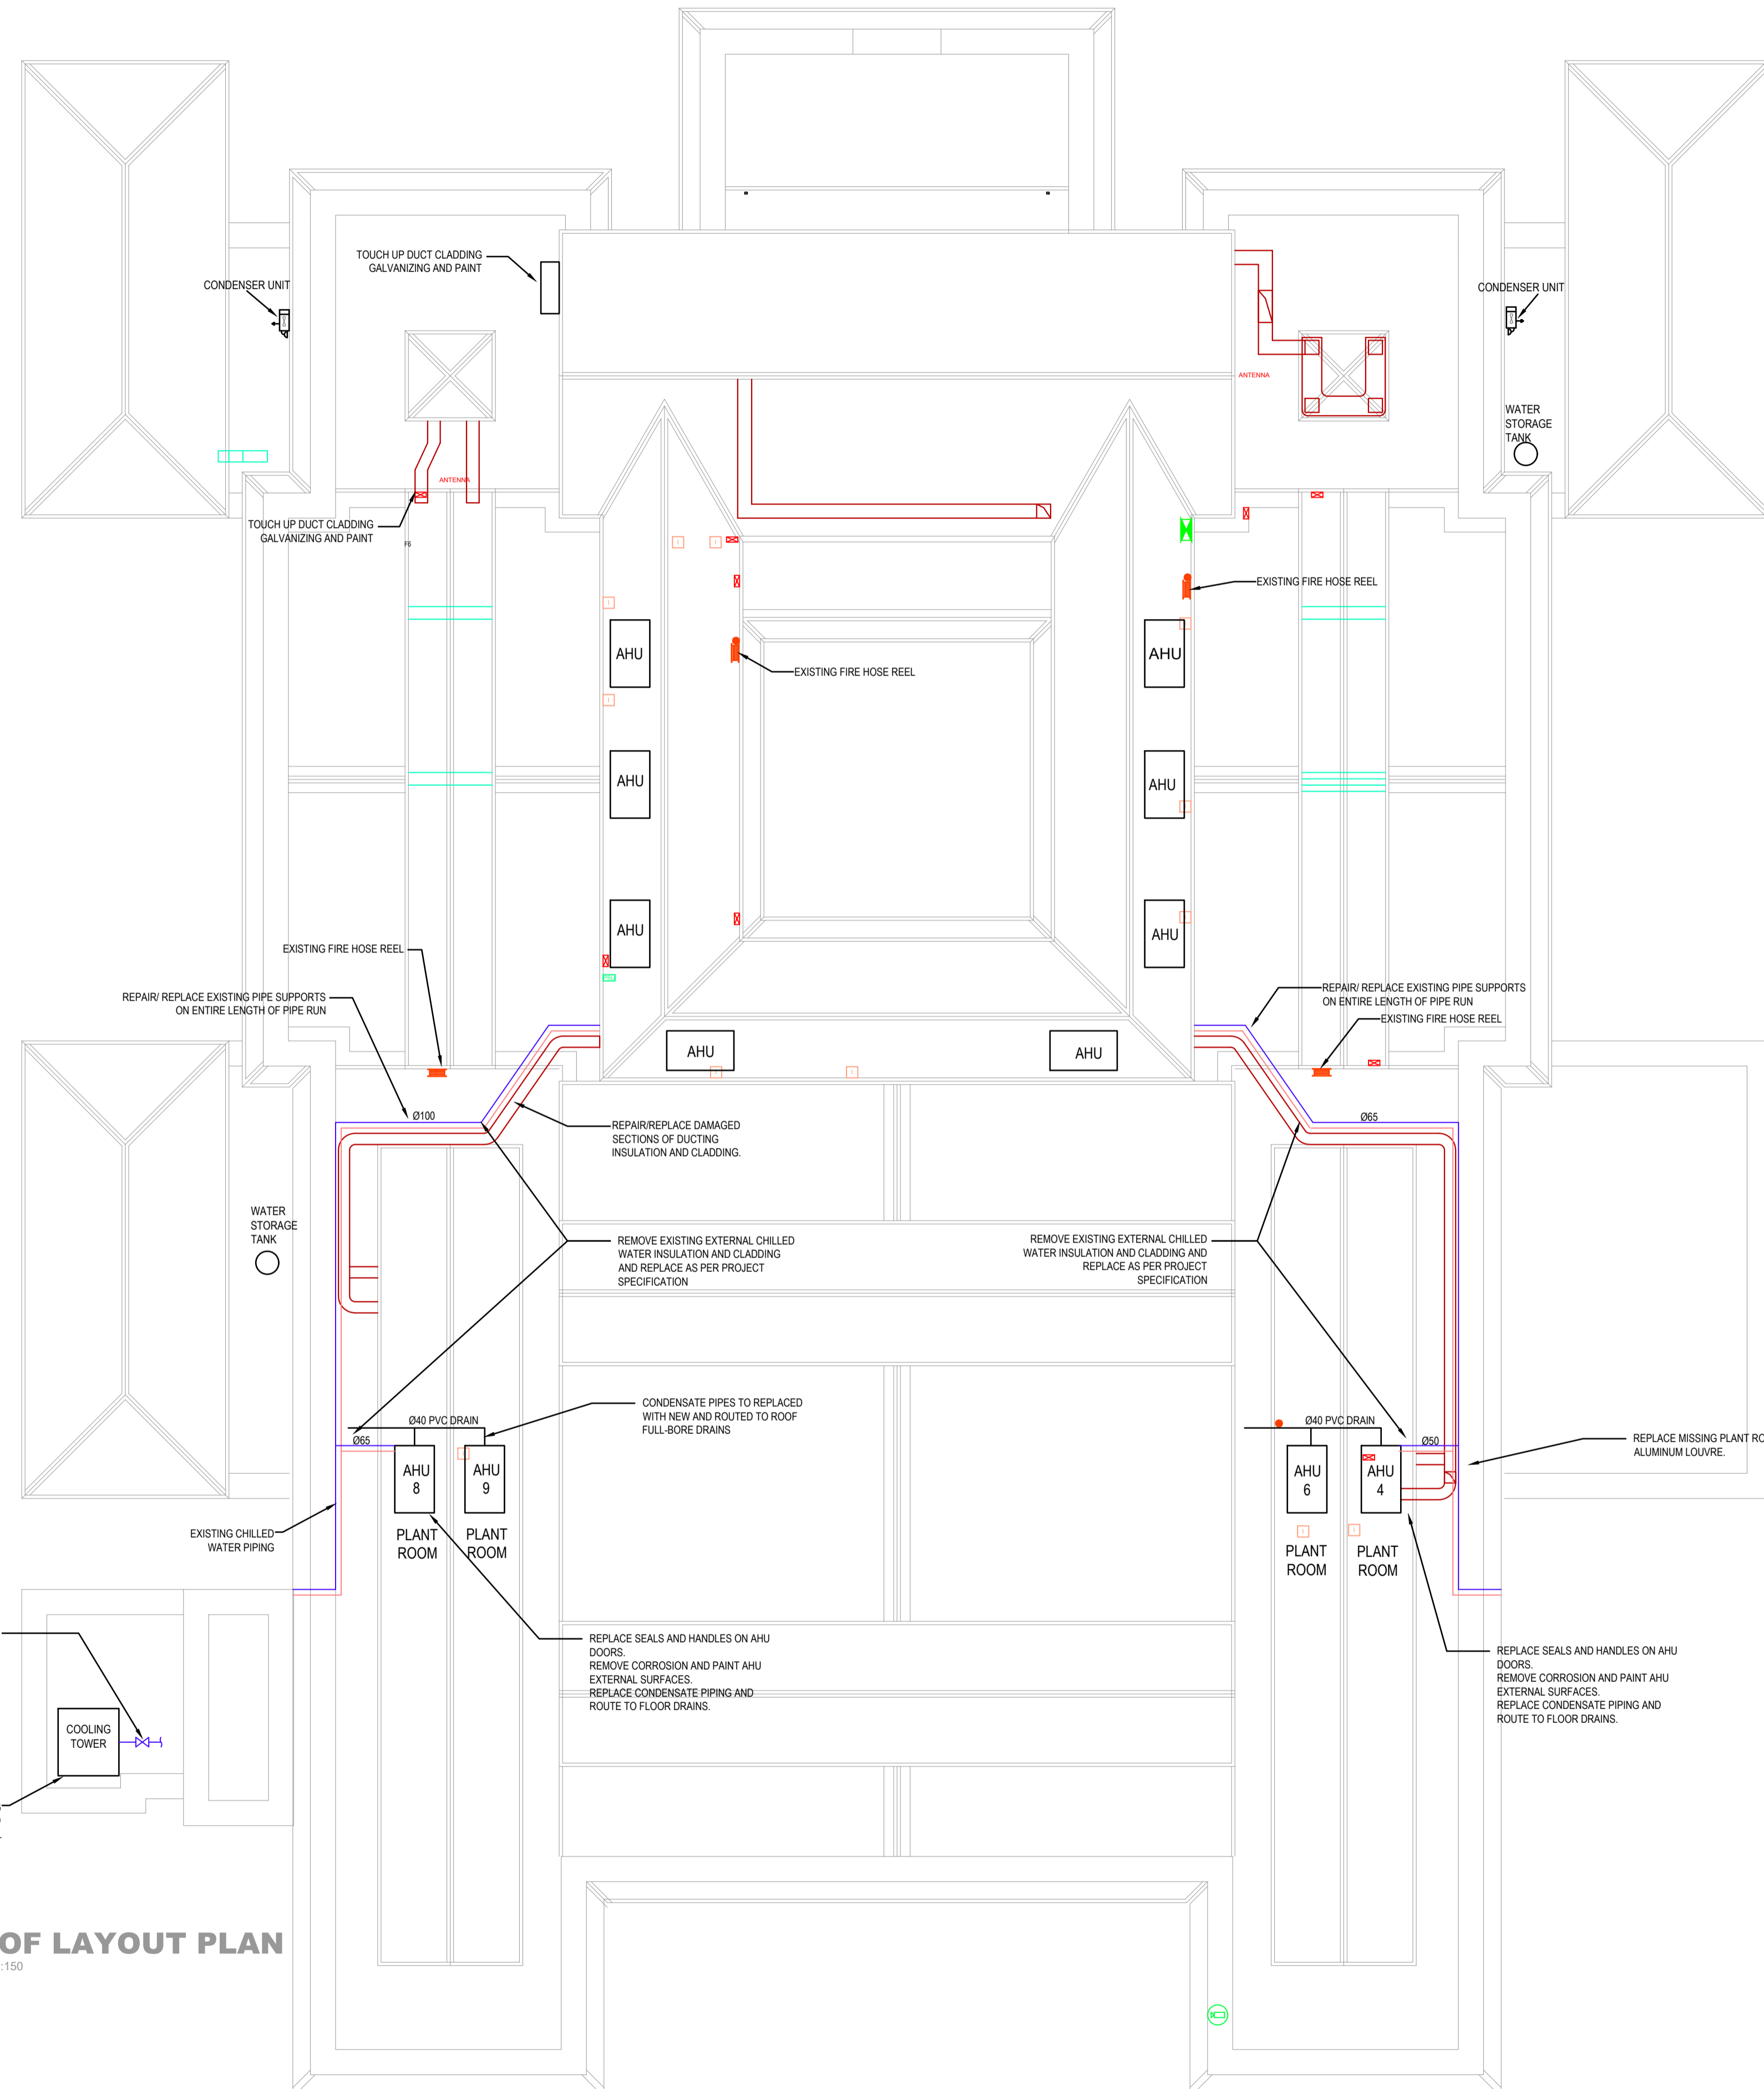 TOUCH UP DUCT CLADDING
GALVANIZING AND PAINT
CONDENSER UNIT
CONDENSER UNIT
ANTENNA
WATER
STORAGE
TANK
ANTENNA
TOUCH UP DUCT CLADDING
GALVANIZING AND PAINT
F6
EXISTING FIRE HOSE REEL
AHU
AHU
EXISTING FIRE HOSE REEL
AHU
AHU
AHU
AHU
EXISTING FIRE HOSE REEL
REPAIR/ REPLACE EXISTING PIPE SUPPORTS
ON ENTIRE LENGTH OF PIPE RUN
REPAIR/ REPLACE EXISTING PIPE SUPPORTS
ON ENTIRE LENGTH OF PIPE RUN
EXISTING FIRE HOSE REEL
AHU
AHU
Ø100
Ø65
REPAIR/REPLACE DAMAGED
SECTIONS OF DUCTING
INSULATION AND CLADDING.
WATER
STORAGE
TANK
REMOVE EXISTING EXTERNAL CHILLED
WATER INSULATION AND CLADDING
AND REPLACE AS PER PROJECT
SPECIFICATION
REMOVE EXISTING EXTERNAL CHILLED
WATER INSULATION AND CLADDING AND
REPLACE AS PER PROJECT
SPECIFICATION
CONDENSATE PIPES TO REPLACED
WITH NEW AND ROUTED TO ROOF
FULL-BORE DRAINS
Ø40 PVC DRAIN
Ø65
Ø40 PVC DRAIN
Ø50
REPLACE MISSING PLANT RO
ALUMINUM LOUVRE.
AHU
8
AHU
9
AHU
6
AHU
4
PLANT
ROOM
PLANT
ROOM
PLANT
ROOM
PLANT
ROOM
EXISTING CHILLED
WATER PIPING
REPLACE SEALS AND HANDLES ON AHU
DOORS.
REMOVE CORROSION AND PAINT AHU
EXTERNAL SURFACES.
REPLACE CONDENSATE PIPING AND
ROUTE TO FLOOR DRAINS.
REPLACE SEALS AND HANDLES ON AHU
DOORS.
REMOVE CORROSION AND PAINT AHU
EXTERNAL SURFACES.
REPLACE CONDENSATE PIPING AND
ROUTE TO FLOOR DRAINS.
COOLING
TOWER
OF LAYOUT PLAN
:150